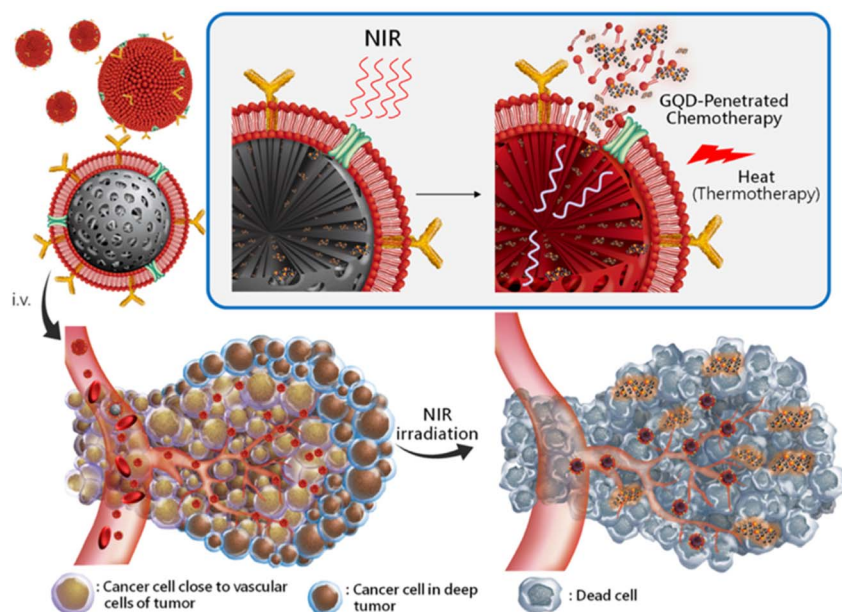 NIR
GQD-Penetrated
Chemotherapy
Heat
(Thermotherapy)
i.v.
NIR
irradiation
: Cancer cell close to vascular
cells of tumor
: Cancer cell in deep
tumor
: Dead cell